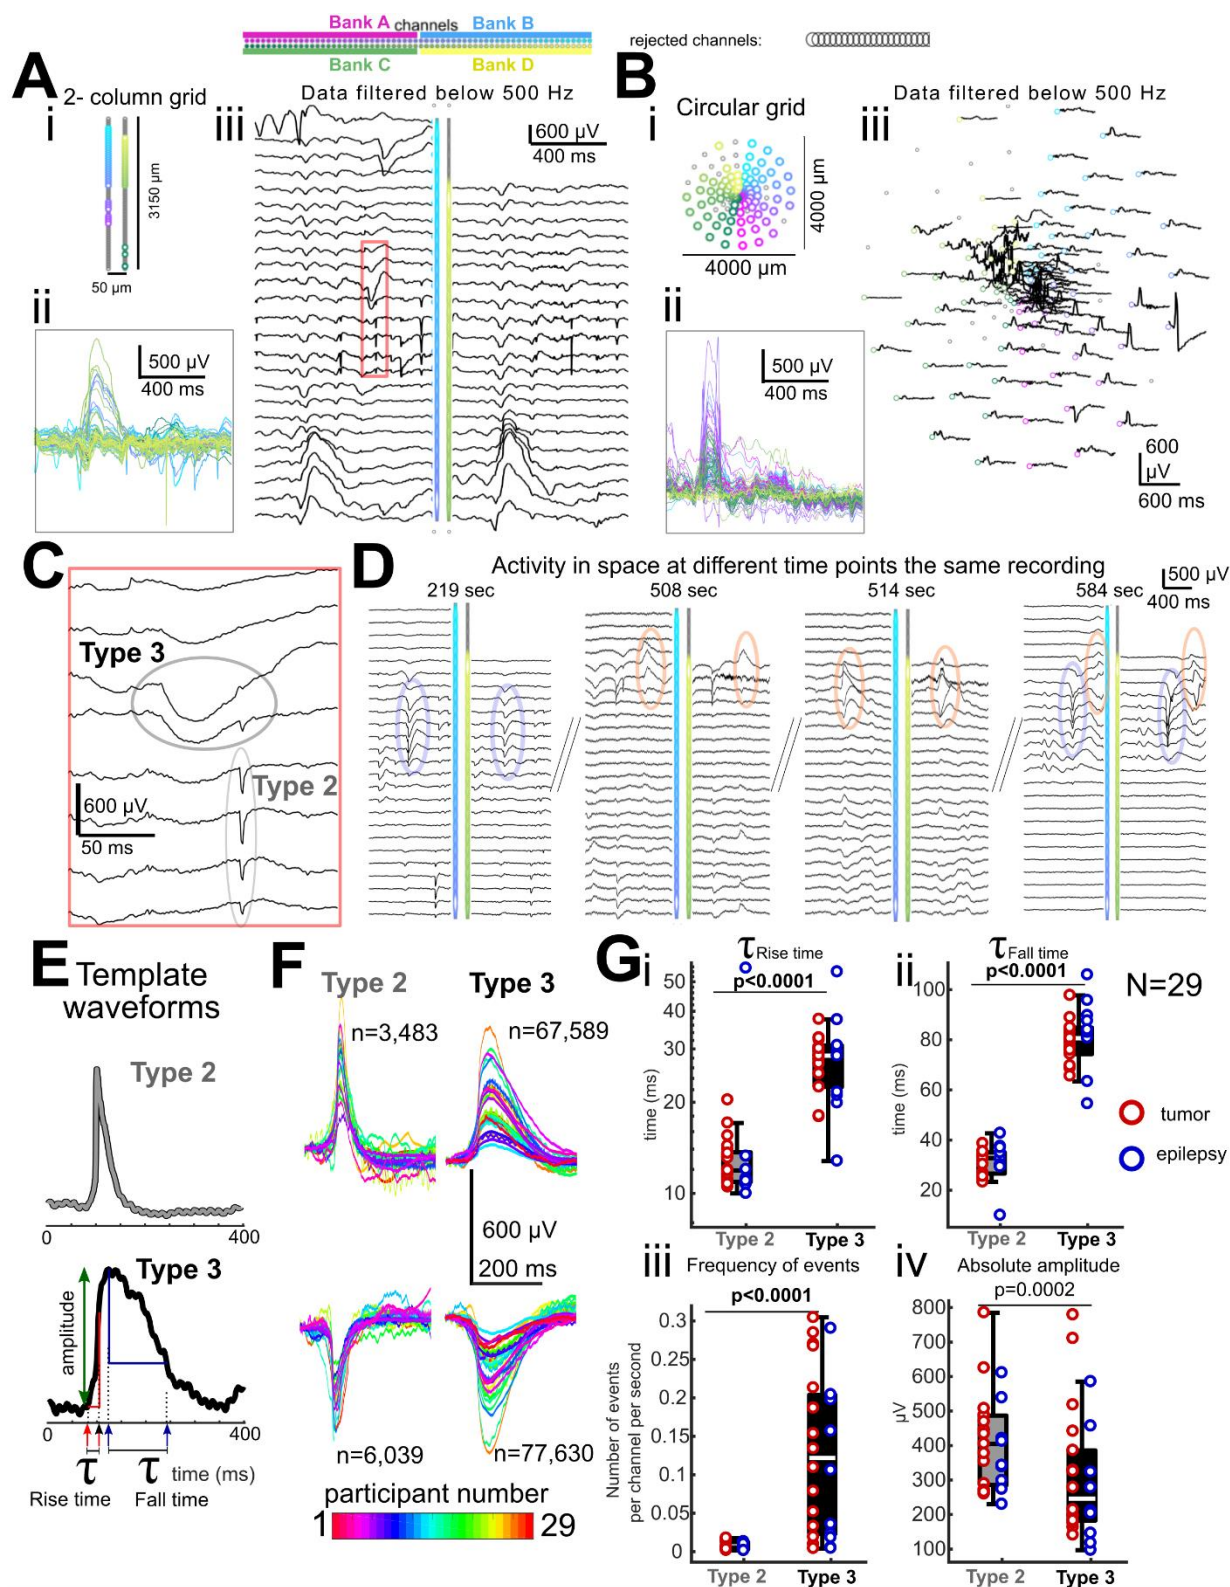 Bank A channels Bank B
Bank C Bank D
rejected channels:
A
i
2- column grid
3150 µm
50 µm
ii
500 µV
400 ms
iii
Data filtered below 500 Hz
600 µV
400 ms
B
i
Circular grid
4000 µm
4000 µm
ii
500 µV
400 ms
iii
Data filtered below 500 Hz
600
µV
600 ms
C
Type 3
Type 2
600 µV
50 ms
D
Activity in space at different time points the same recording
219 sec 508 sec 514 sec 584 sec
500 µV
400 ms
E
Template
waveforms
Type 2
0 400
Type 3
amplitude
0 400
τ τ time (ms)
Rise time Fall time
F
Type 2 Type 3
n=3,483 n=67,589
600 µV
200 ms
n=6,039 n=77,630
participant number
1 29
G
i
τ Rise time
p<0.0001
time (ms)
50
40
30
20
10
Type 2 Type 3
ii
τ Fall time
p<0.0001
time (ms)
100
80
60
40
20
Type 2 Type 3
N=29
tumor
epilepsy
iii
Frequency of events
p<0.0001
Number of events
per channel per second
0.3
0.25
0.2
0.15
0.1
0.05
0
Type 2 Type 3
iv
Absolute amplitude
p=0.0002
µV
800
700
600
500
400
300
200
100
Type 2 Type 3